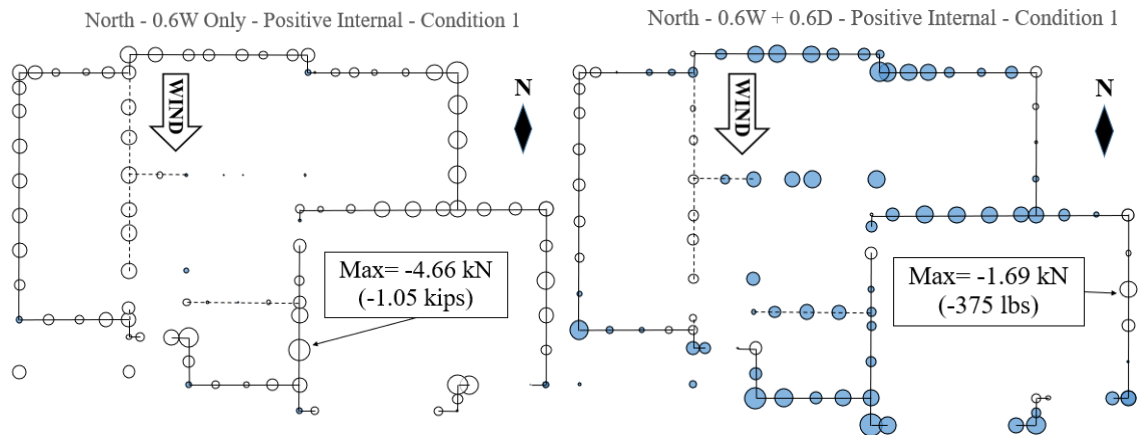 North - 0.6W Only - Positive Internal - Condition 1
WIND
N
Max= -4.66 kN
(-1.05 kips)
North - 0.6W + 0.6D - Positive Internal - Condition 1
WIND
N
Max= -1.69 kN
(-375 lbs)